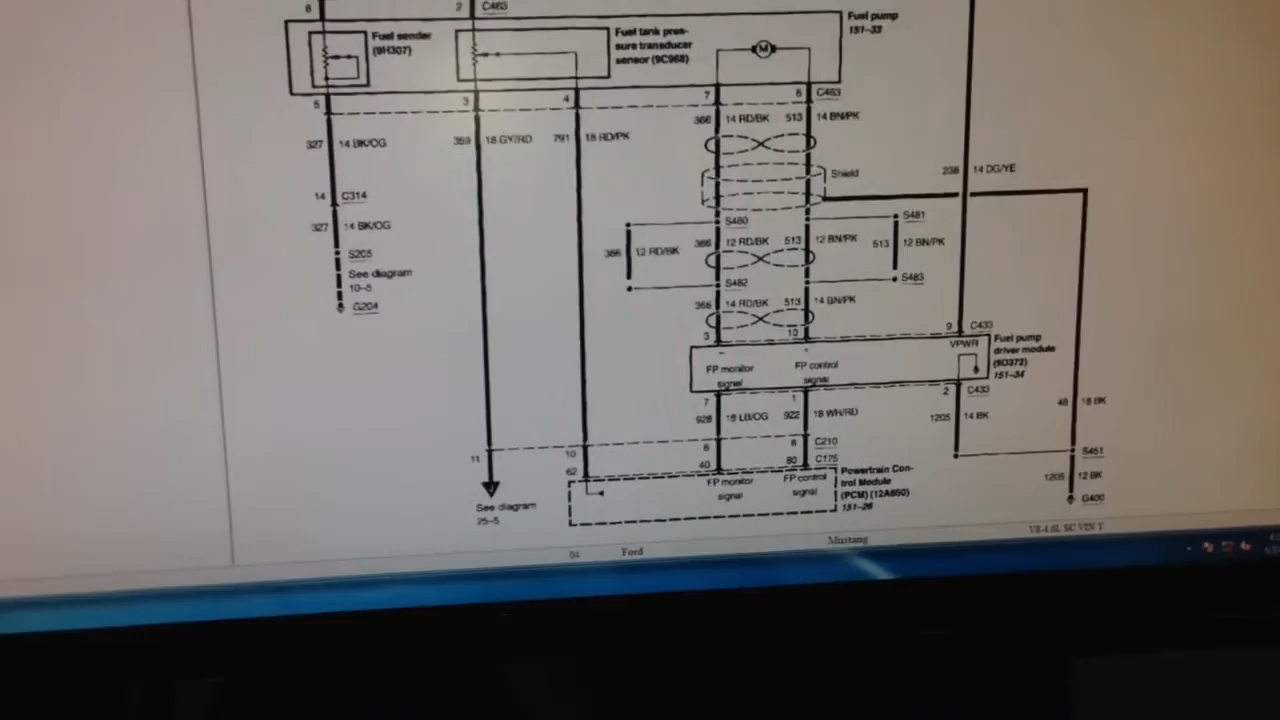 8
2
C463
Fuel pump
151-33
Fuel sender
(9H307)
Fuel tank pres-
sure transducer
sensor (9C968)
M
5
3
4
7
6
C463
366
14 RD/BK
513
14 BN/PK
327
14 BK/OG
359
18 GY/RD
791
18 RD/PK
Shield
238
14 DG/YE
14
C314
327
14 BK/OG
S205
See diagram
10-5
G204
S480
S481
366
12 RD/BK
366
12 RD/BK
513
12 BN/PK
513
12 BN/PK
S482
S483
366
14 RD/BK
513
14 BN/PK
3
10
9
C433
VPWR
Fuel pump
driver module
(9D372)
151-34
FP monitor
signal
FP control
signal
7
1
2
C433
928
18 LB/OG
922
18 WH/RD
1205
14 BK
48
18 BK
11
10
6
8
C210
62
40
80
C175
S451
1205
12 BK
G400
FP monitor
signal
FP control
signal
Powertrain Con-
trol Module
(PCM) (12A650)
151-26
See diagram
25-5
04
Ford
Mustang
V8-4.6L SC VIN Y